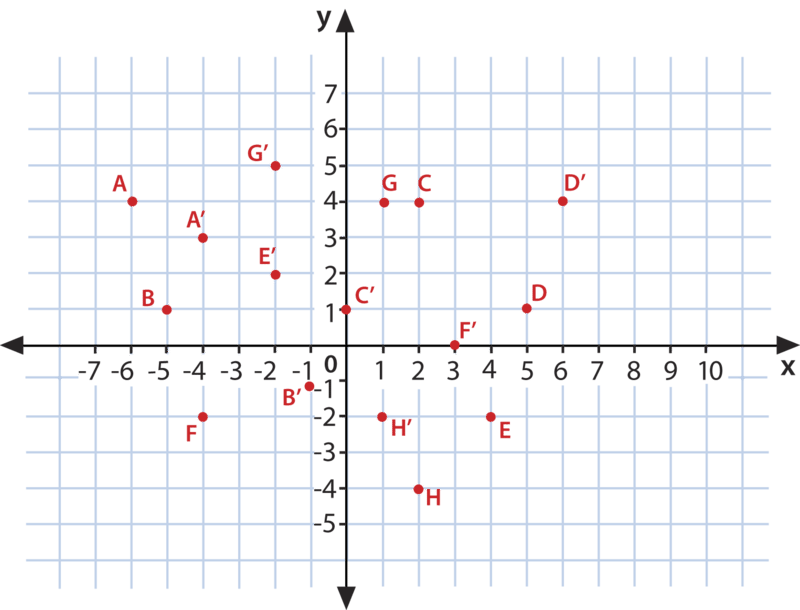 y
7
6
G′ 5
A 4 G C D′
A′ 3
E′ 2
B 1 C′ D
F′
0
-7 -6 -5 -4 -3 -2 -1 1 2 3 4 5 6 7 8 9 10 x
B′ -1
F -2 H′ E
-3
-4 H
-5